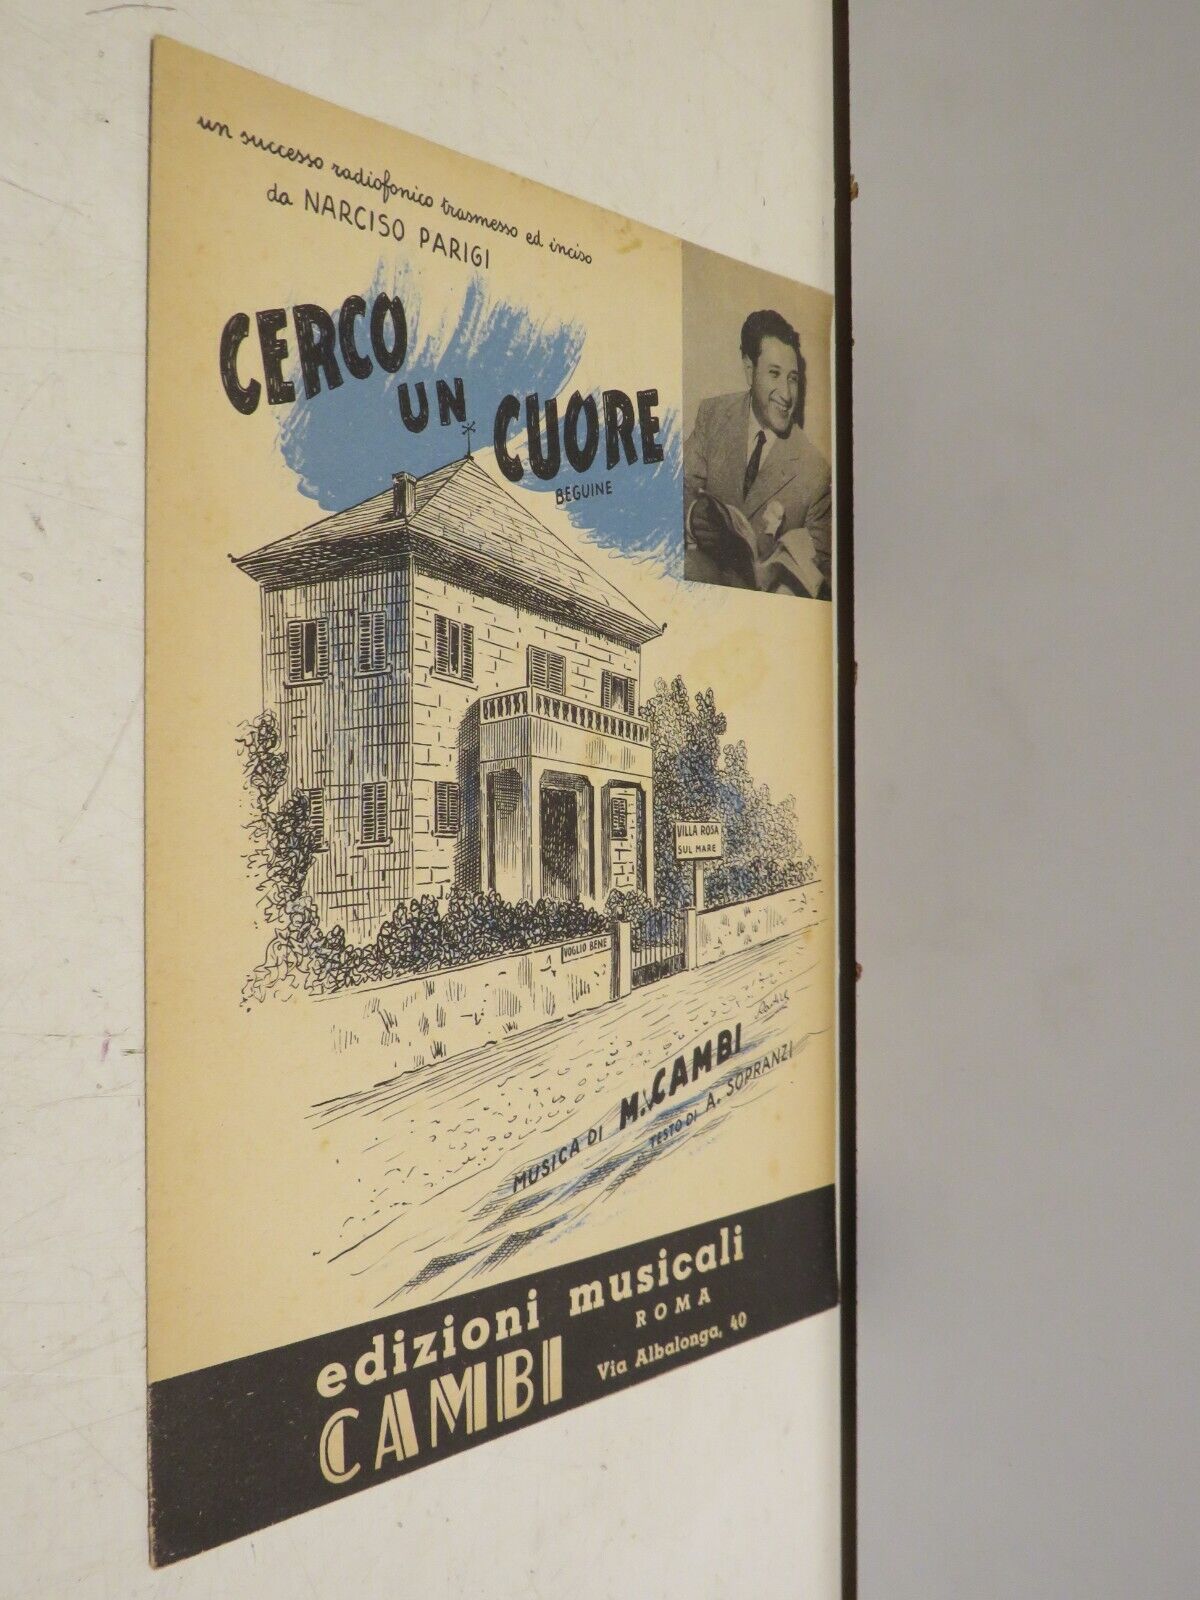 un successo radiofonico trasmesso ed inciso
da NARCISO PARIGI
CERCO
UN
CUORE
BEGUINE
VILLA ROSA
SUL MARE
VOGLIO BENE
MUSICA DI M. CAMBI
TESTO DI A. SOPRANZI
edizioni musicali
CAMBI
ROMA
Via Albalonga, 40